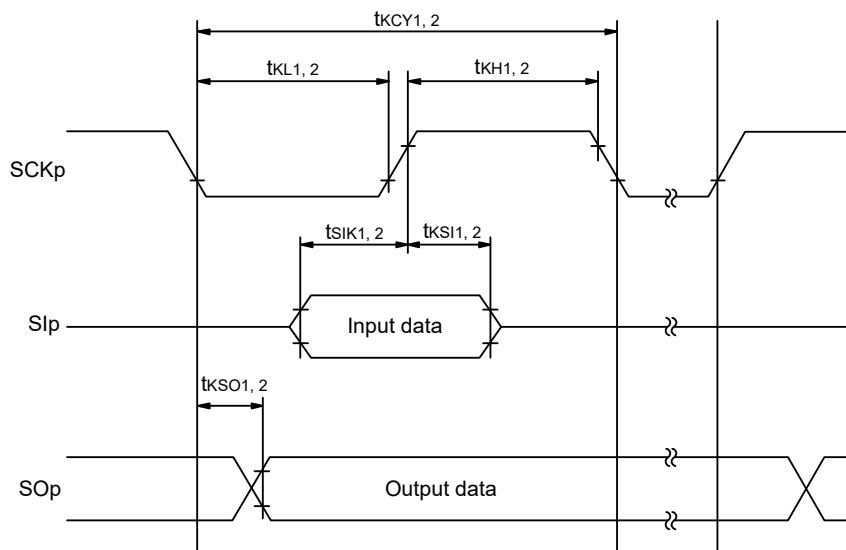 tKCY1, 2
tKL1, 2
tKH1, 2
SCKp
tSIK1, 2
tKSI1, 2
SIp
Input data
tKSO1, 2
SOp
Output data